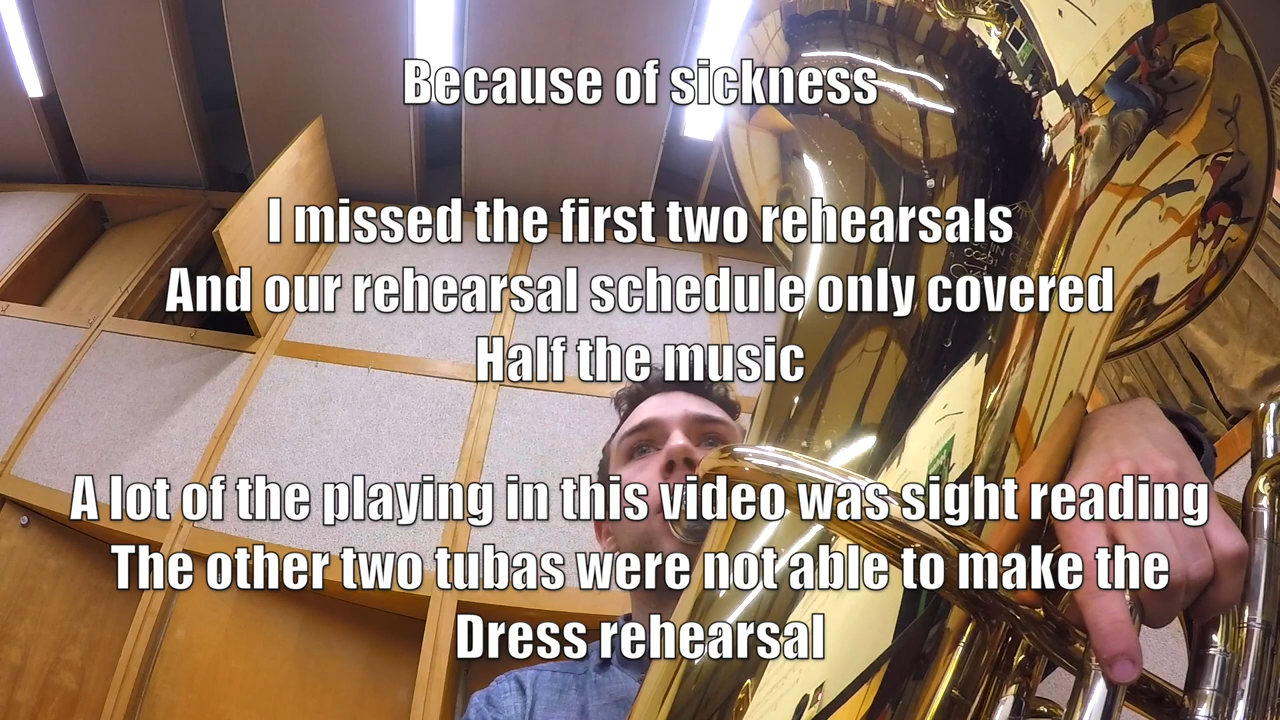 Because of sickness
I missed the first two rehearsals
And our rehearsal schedule only covered
Half the music
A lot of the playing in this video was sight reading
The other two tubas were not able to make the
Dress rehearsal